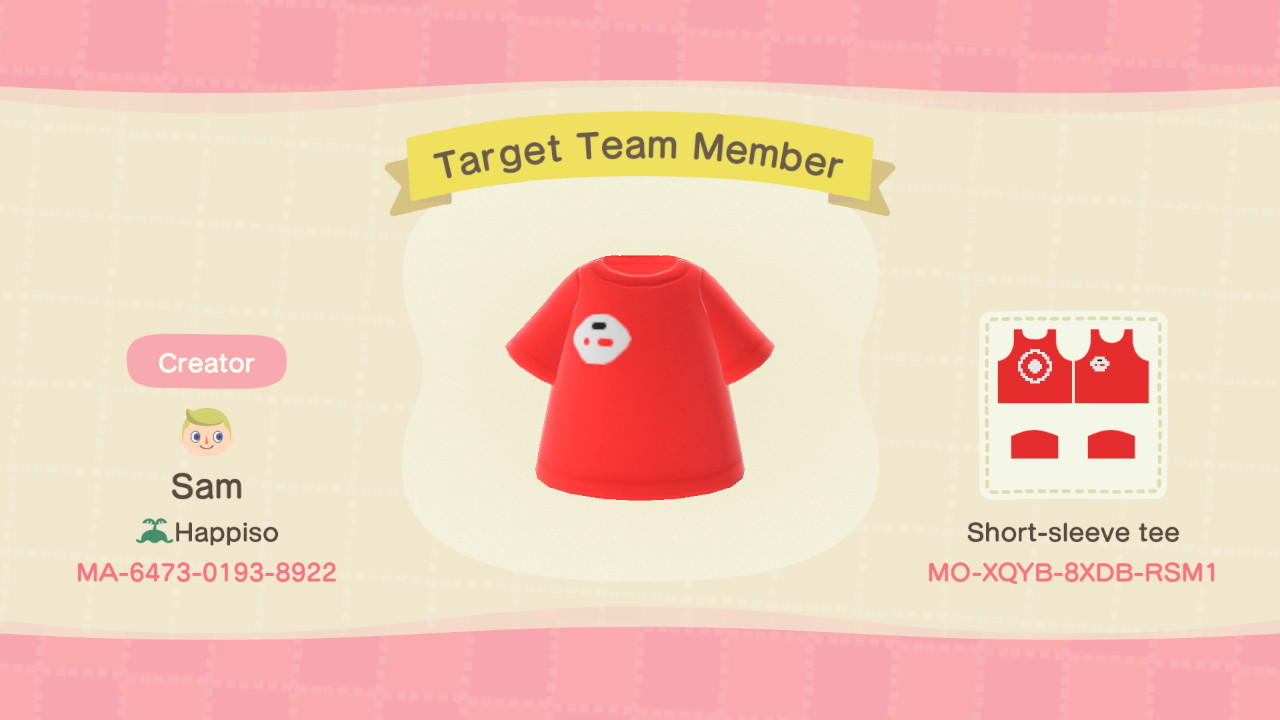 Target Team Member
Creator
Sam
Happiso
MA-6473-0193-8922
Short-sleeve tee
MO-XQYB-8XDB-RSM1